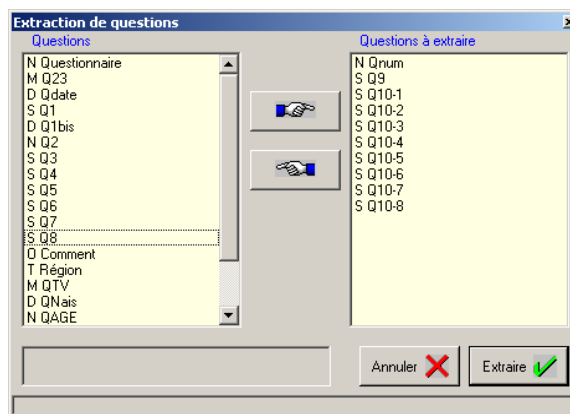 Extraction de questions
Questions
N Questionnaire
M Q23
D Qdate
S Q1
D Q1bis
N Q2
S Q3
S Q4
S Q5
S Q6
S Q7
S Q8
O Comment
T Région
M QTV
D QNais
N QAGE
Questions à extraire
N Qnum
S Q9
S Q10-1
S Q10-2
S Q10-3
S Q10-4
S Q10-5
S Q10-6
S Q10-7
S Q10-8
Annuler
Extraire